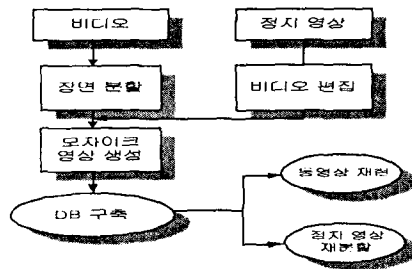 비디오
정지 영상
장면 분할
비디오 편집
모자이크
영상 생성
DB 구축
동영상 재현
정지 영상
재분할